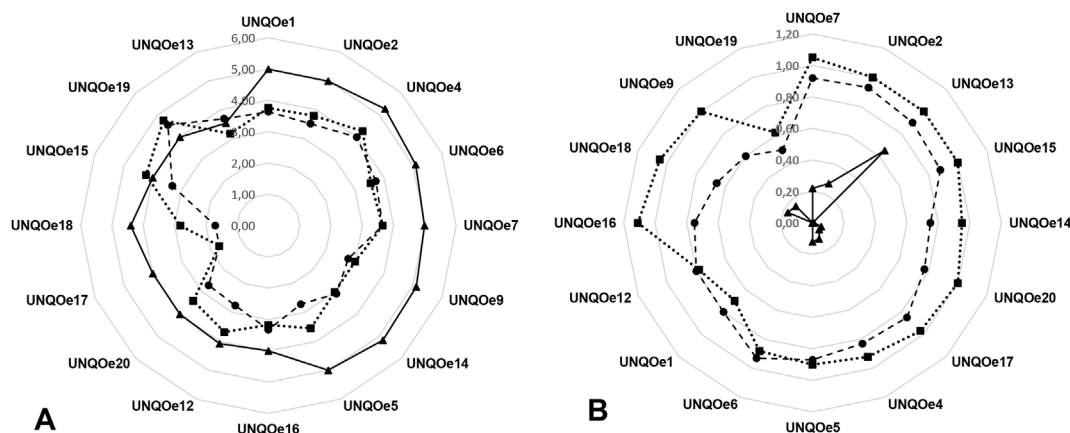 UNQOe1
UNQOe2
UNQOe4
UNQOe6
UNQOe7
UNQOe9
UNQOe14
UNQOe5
UNQOe16
UNQOe12
UNQOe20
UNQOe17
UNQOe18
UNQOe15
UNQOe19
UNQOe13
6,00
5,00
4,00
3,00
2,00
1,00
0,00
A
UNQOe7
UNQOe2
UNQOe13
UNQOe15
UNQOe14
UNQOe20
UNQOe17
UNQOe4
UNQOe5
UNQOe6
UNQOe1
UNQOe12
UNQOe16
UNQOe18
UNQOe9
UNQOe19
1,20
1,00
0,80
0,60
0,40
0,20
0,00
B